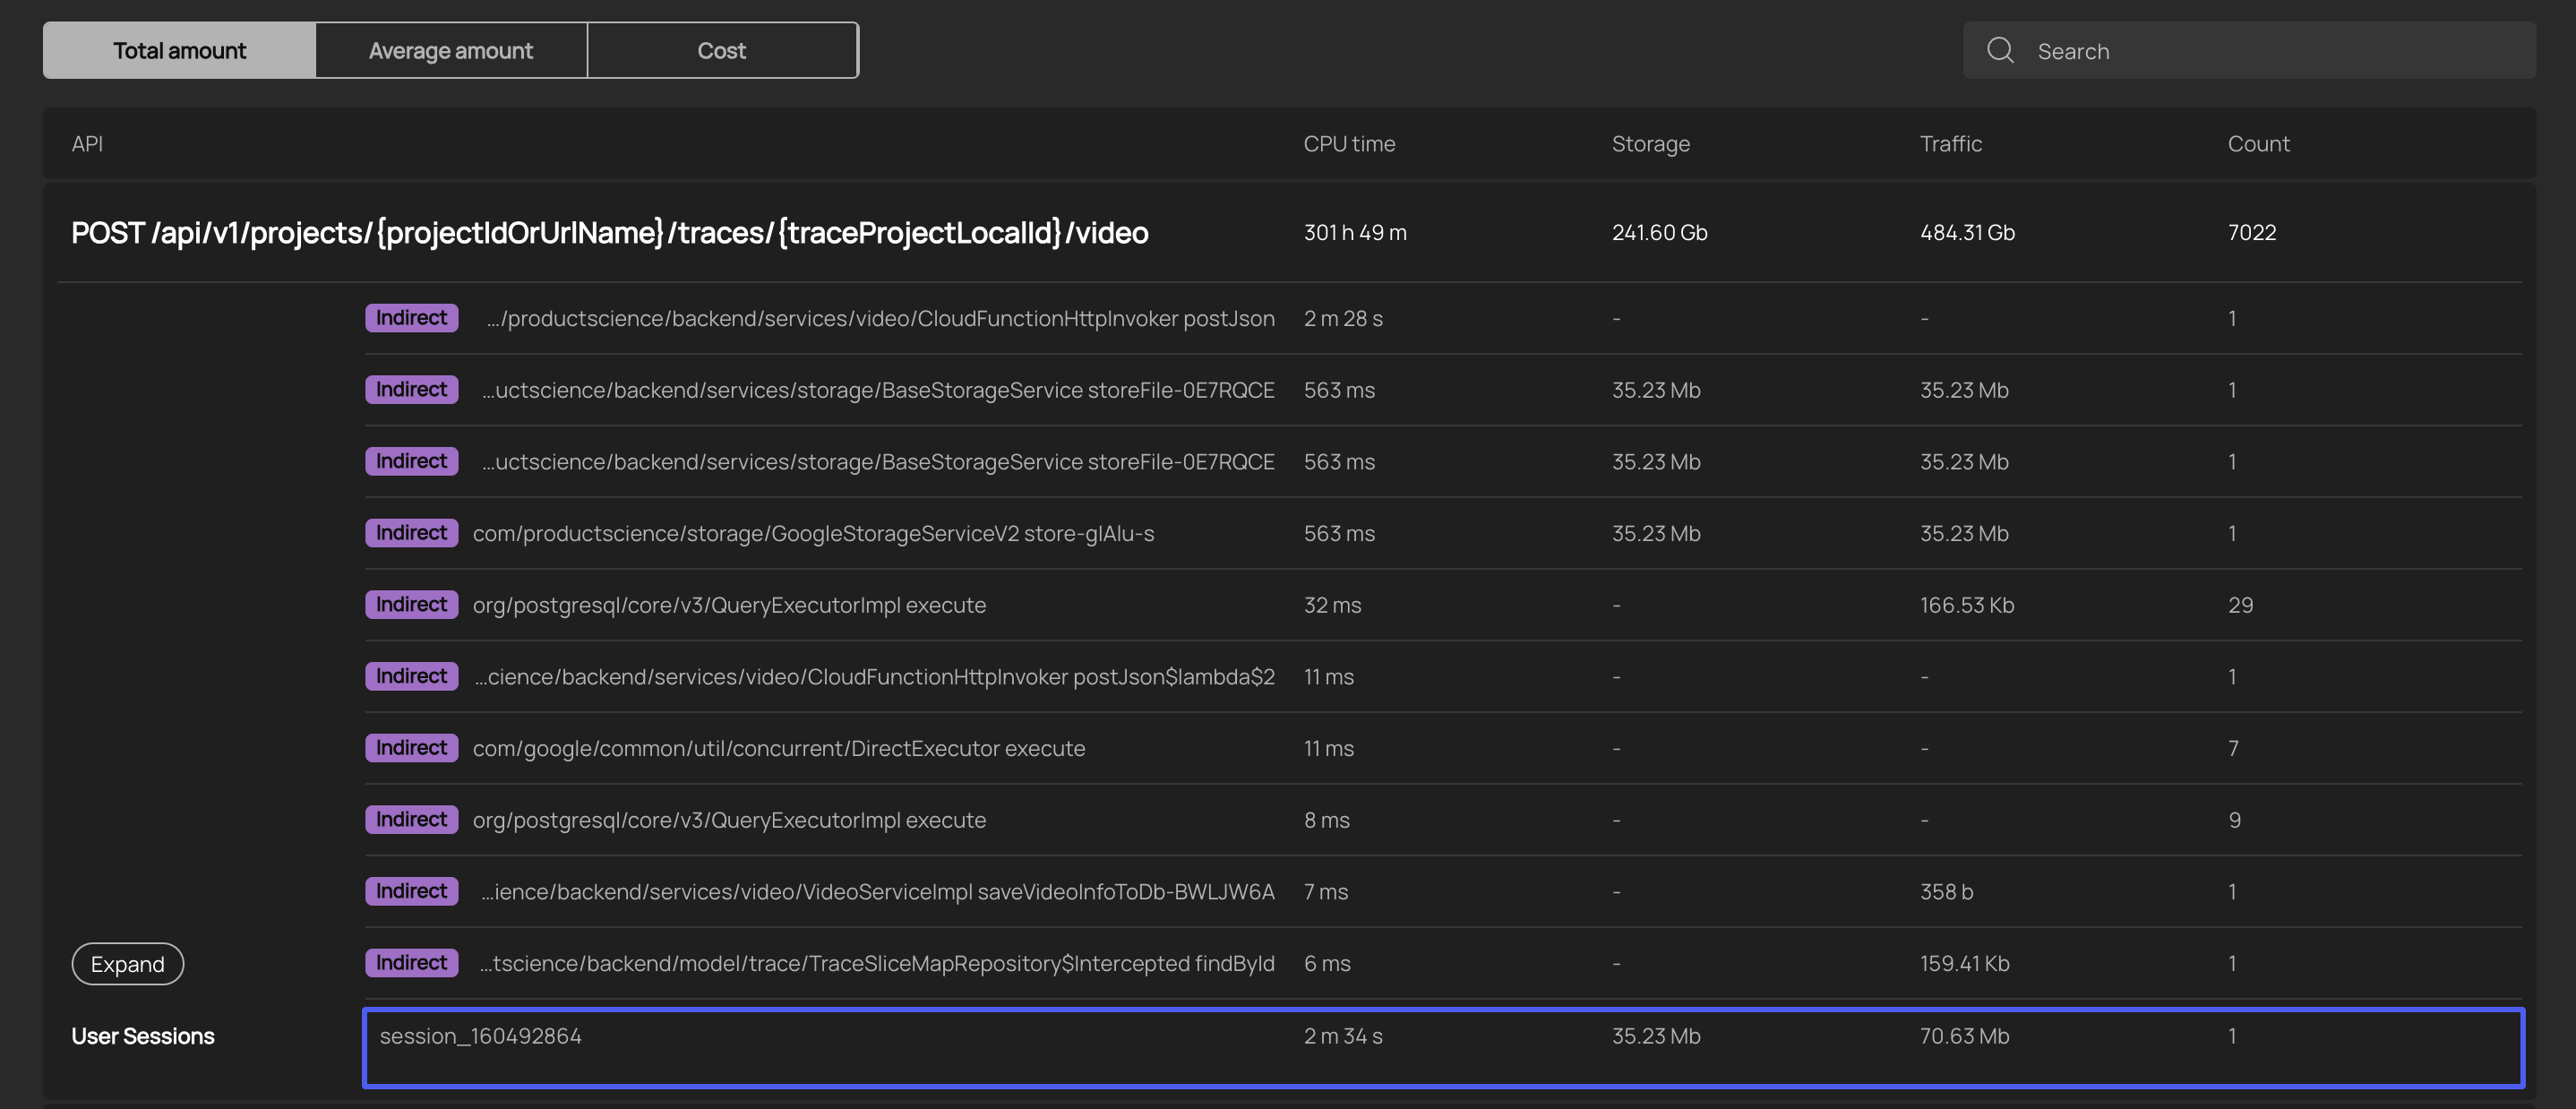 Total amount Average amount Cost Search
API CPU time Storage Traffic Count
POST /api/v1/projects/{projectIdOrUrlName}/traces/{traceProjectLocalId}/video 301 h 49 m 241.60 Gb 484.31 Gb 7022
Indirect .../productscience/backend/services/video/CloudFunctionHttpInvoker postJson 2 m 28 s - - 1
Indirect ...uctscience/backend/services/storage/BaseStorageService storeFile-0E7RQCE 563 ms 35.23 Mb 35.23 Mb 1
Indirect ...uctscience/backend/services/storage/BaseStorageService storeFile-0E7RQCE 563 ms 35.23 Mb 35.23 Mb 1
Indirect com/productscience/storage/GoogleStorageServiceV2 store-gIAlu-s 563 ms 35.23 Mb 35.23 Mb 1
Indirect org/postgresql/core/v3/QueryExecutorImpl execute 32 ms - 166.53 Kb 29
Indirect ...cience/backend/services/video/CloudFunctionHttpInvoker postJson$lambda$2 11 ms - - 1
Indirect com/google/common/util/concurrent/DirectExecutor execute 11 ms - - 7
Indirect org/postgresql/core/v3/QueryExecutorImpl execute 8 ms - - 9
Indirect ...ience/backend/services/video/VideoServiceImpl saveVideoInfoToDb-BWLJW6A 7 ms - 358 b 1
Expand Indirect ...tscience/backend/model/trace/TraceSliceMapRepository$Intercepted findById 6 ms - 159.41 Kb 1
User Sessions session_160492864 2 m 34 s 35.23 Mb 70.63 Mb 1